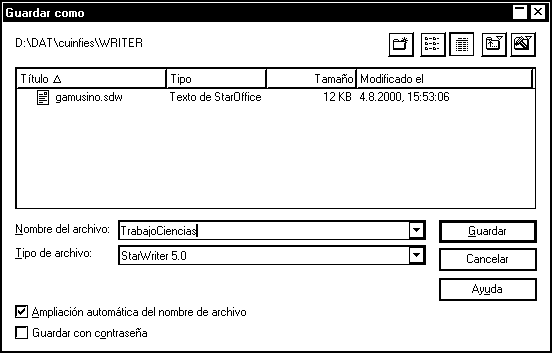 Guardar como
D:\DAT\cuinfies\WRITER
Título Tipo Tamaño Modificado el
gamusino.sdw Texto de StarOffice 12 KB 4.8.2000, 15:53:06
Nombre del archivo: TrabajoCiencias Guardar
Tipo de archivo: StarWriter 5.0 Cancelar
Ayuda
Ampliación automática del nombre de archivo
Guardar con contraseña